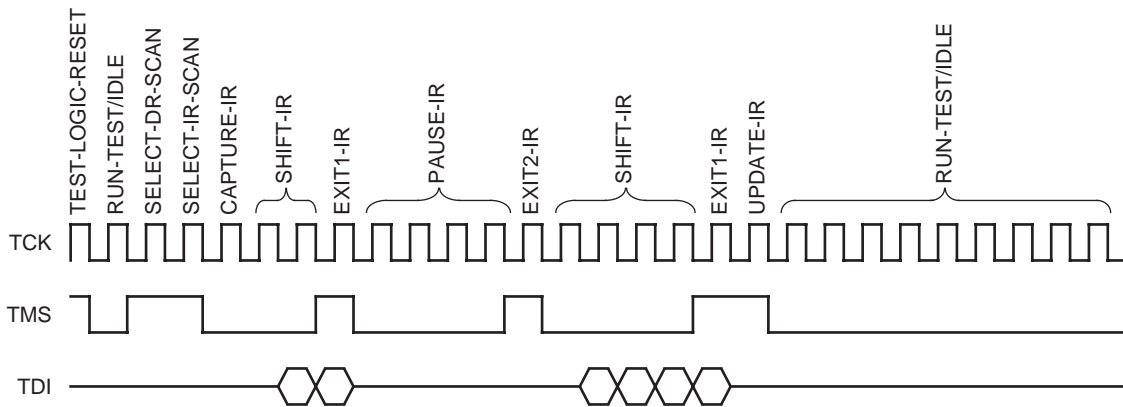 TEST-LOGIC-RESET
RUN-TEST/IDLE
SELECT-DR-SCAN
SELECT-IR-SCAN
CAPTURE-IR
SHIFT-IR
EXIT1-IR
PAUSE-IR
EXIT2-IR
SHIFT-IR
EXIT1-IR
UPDATE-IR
RUN-TEST/IDLE
TCK
TMS
TDI